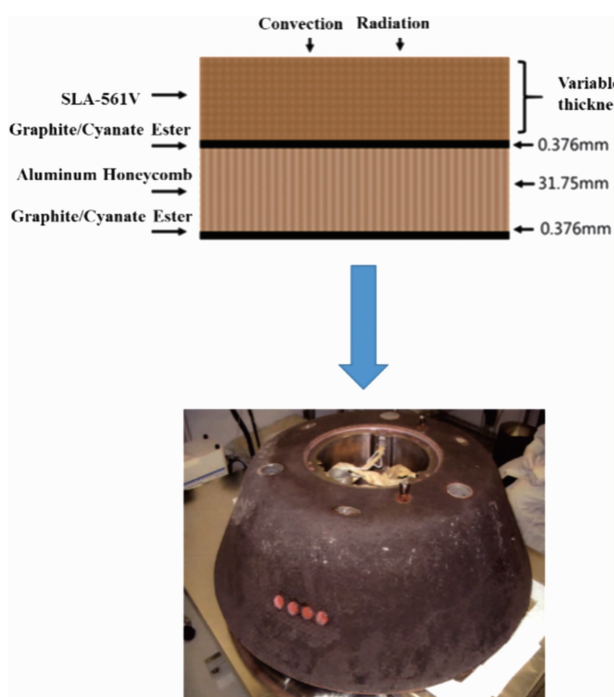 Convection Radiation
SLA-561V
Variable
Graphite/Cyanate Ester
0.376mm
Aluminum Honeycomb
31.75mm
Graphite/Cyanate Ester
0.376mm